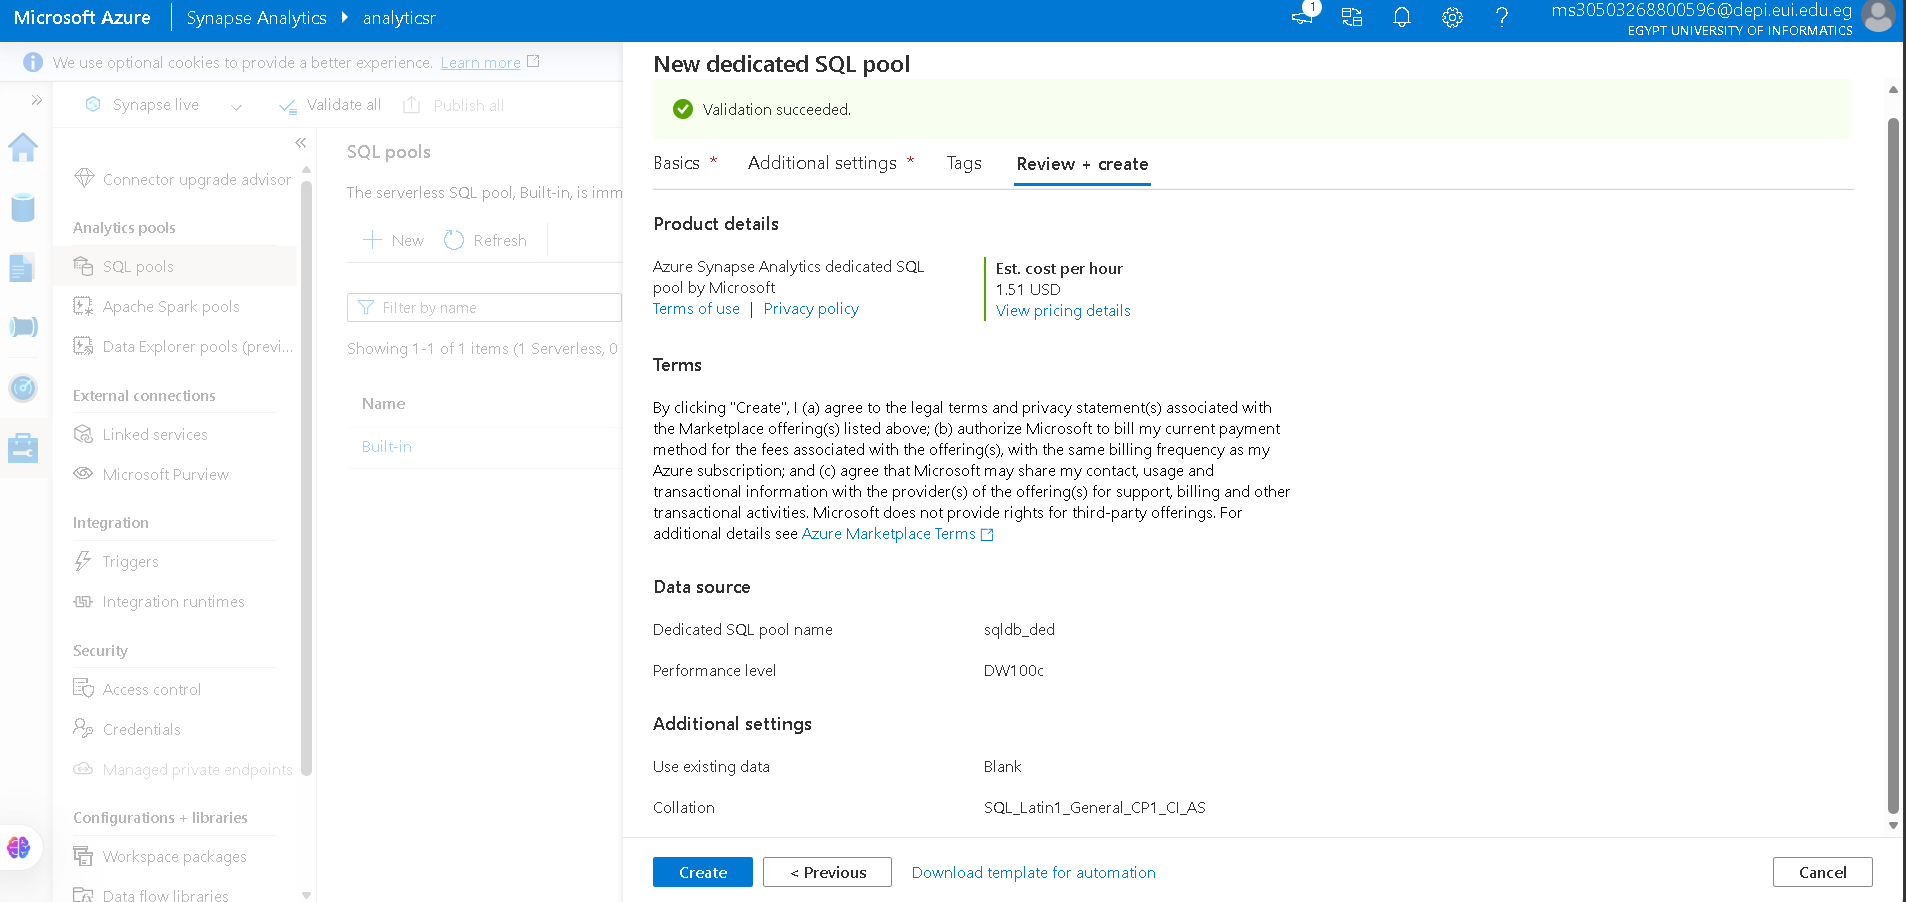 Microsoft Azure
Synapse Analytics
analyticsr
1
ms30503268800596@depi.eui.edu.eg
EGYPT UNIVERSITY OF INFORMATICS
We use optional cookies to provide a better experience. Learn more
Synapse live
Validate all
Publish all
Connector upgrade advisor
Analytics pools
SQL pools
Apache Spark pools
Data Explorer pools (previ...
External connections
Linked services
Microsoft Purview
Integration
Triggers
Integration runtimes
Security
Access control
Credentials
Managed private endpoints
Configurations + libraries
Workspace packages
Data flow libraries
SQL pools
The serverless SQL pool, Built-in, is imm
New
Refresh
Filter by name
Showing 1-1 of 1 items (1 Serverless, 0
Name
Built-in
New dedicated SQL pool
Validation succeeded.
Basics *
Additional settings *
Tags
Review + create
Product details
Azure Synapse Analytics dedicated SQL
pool by Microsoft
Terms of use | Privacy policy
Est. cost per hour
1.51 USD
View pricing details
Terms
By clicking "Create", I (a) agree to the legal terms and privacy statement(s) associated with
the Marketplace offering(s) listed above; (b) authorize Microsoft to bill my current payment
method for the fees associated with the offering(s), with the same billing frequency as my
Azure subscription; and (c) agree that Microsoft may share my contact, usage and
transactional information with the provider(s) of the offering(s) for support, billing and other
transactional activities. Microsoft does not provide rights for third-party offerings. For
additional details see Azure Marketplace Terms
Data source
Dedicated SQL pool name
sqldb_ded
Performance level
DW100c
Additional settings
Use existing data
Blank
Collation
SQL_Latin1_General_CP1_CI_AS
Create
< Previous
Download template for automation
Cancel